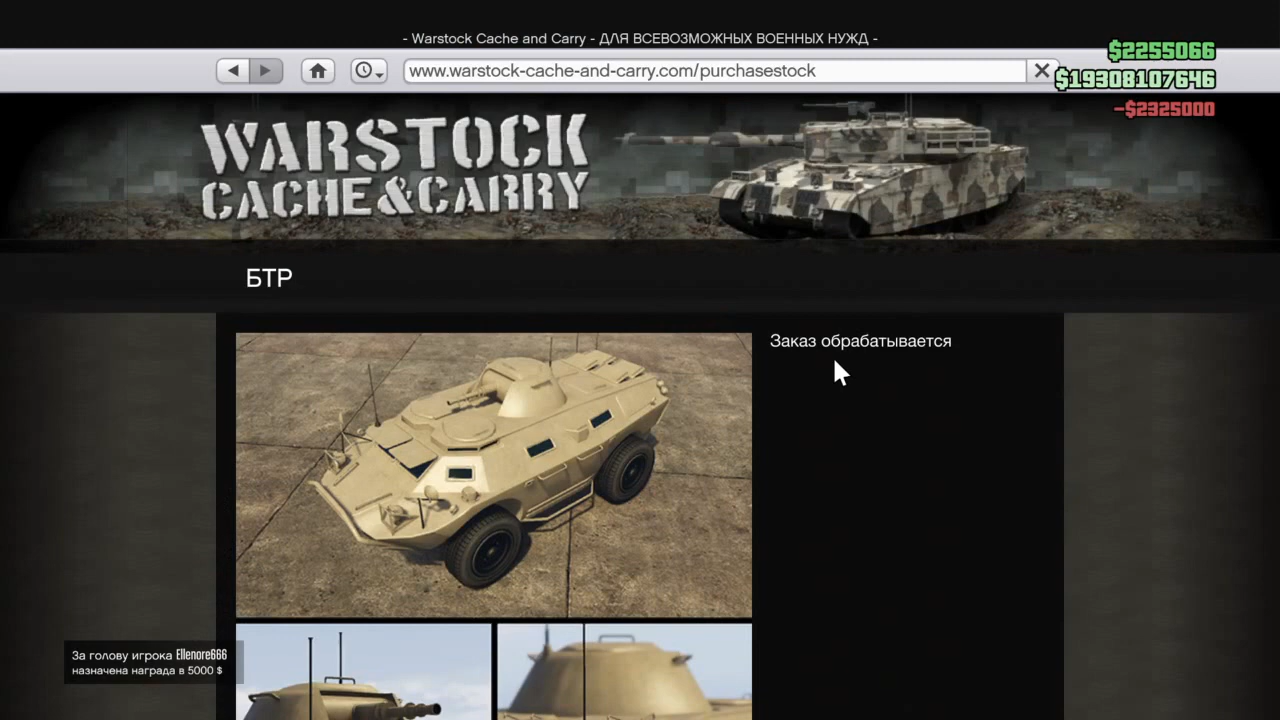 - Warstock Cache and Carry - ДЛЯ ВСЕВОЗМОЖНЫХ ВОЕННЫХ НУЖД -
www.warstock-cache-and-carry.com/purchasestock
$2255066
$19308107646
-$2325000
WARSTOCK
CACHE&CARRY
БТР
Заказ обрабатывается
За голову игрока Ellenore666
назначена награда в 5000 $